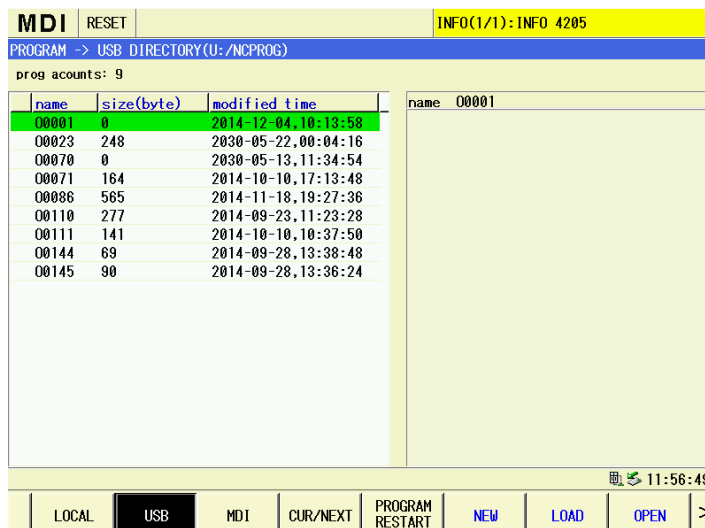 MDI RESET INFO(1/1):INFO 4205
PROGRAM -> USB DIRECTORY(U:/NCPROG)
prog acounts: 9
name size(byte) modified time name O0001
O0001 0 2014-12-04,10:13:58
O0023 248 2030-05-22,00:04:16
O0070 0 2030-05-13,11:34:54
O0071 164 2014-10-10,17:13:48
O0086 565 2014-11-18,19:27:36
O0110 277 2014-09-23,11:23:28
O0111 141 2014-10-10,10:37:50
O0144 69 2014-09-28,13:38:48
O0145 90 2014-09-28,13:36:24
11:56:49
LOCAL USB MDI CUR/NEXT PROGRAM RESTART NEW LOAD OPEN >